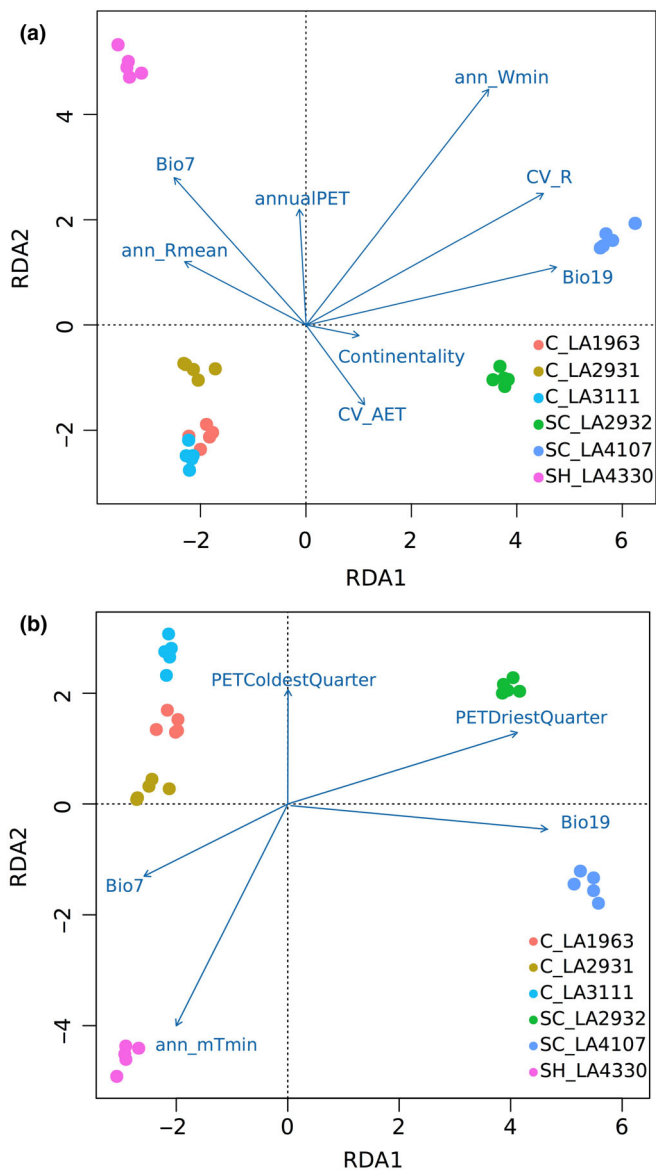 (a)
ann_Wmin
Bio7
CV_R
annualPET
ann_Rmean
Bio19
Continentality
CV_AET
C_LA1963
C_LA2931
C_LA3111
SC_LA2932
SC_LA4107
SH_LA4330
4
2
0
−2
RDA2
−2 0 2 4 6
RDA1
(b)
PETColdestQuarter
PETDriestQuarter
Bio19
Bio7
ann_mTmin
C_LA1963
C_LA2931
C_LA3111
SC_LA2932
SC_LA4107
SH_LA4330
2
0
−2
−4
RDA2
−2 0 2 4 6
RDA1